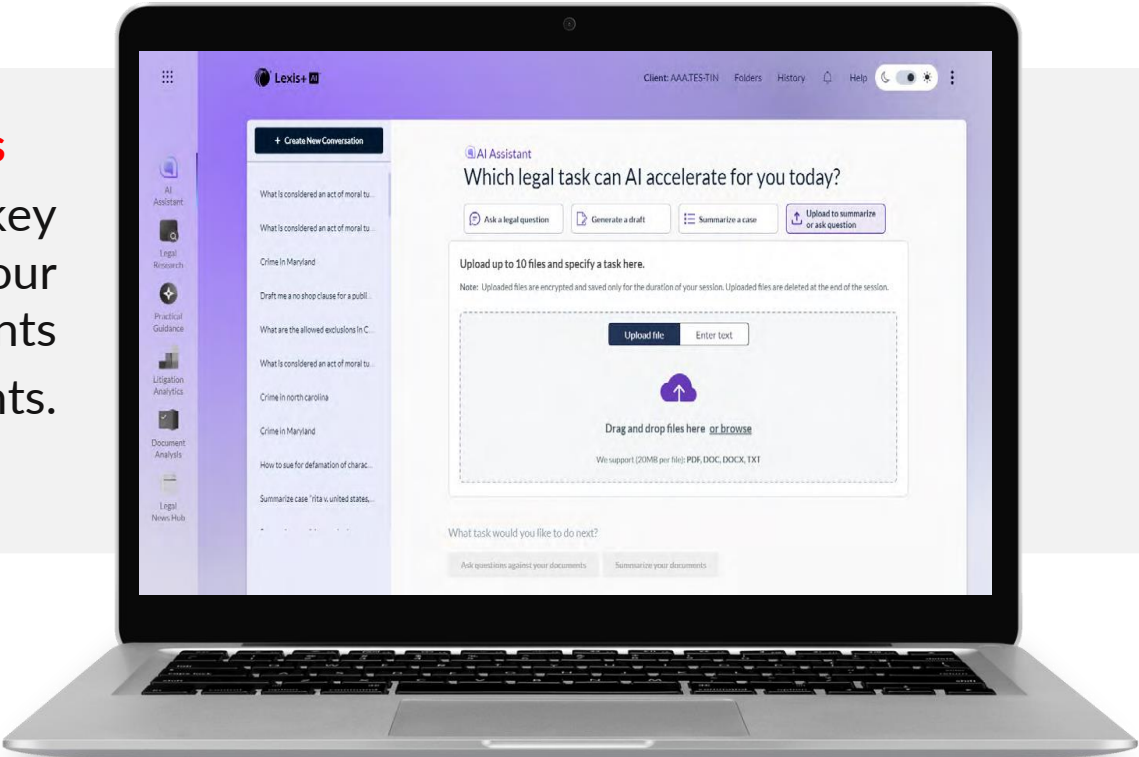 s
key
our
nts
nts.
Lexis+ AI
Client: AAA.TES-TIN Folders History Help
AI
Assistant
Legal
Research
Practical
Guidance
Litigation
Analytics
Document
Analysis
Legal
News Hub
+ Create New Conversation
What is considered an act of moral tu...
What is considered an act of moral tu...
Crime in Maryland
Draft me a no shop clause for a publi...
What are the allowed exclusions in C...
What is considered an act of moral tu...
Crime in north carolina
Crime in Maryland
How to sue for defamation of charac...
Summarize case "rita v. united states,...
AI Assistant
Which legal task can AI accelerate for you today?
Ask a legal question
Generate a draft
Summarize a case
Upload to summarize
or ask question
Upload up to 10 files and specify a task here.
Note: Uploaded files are encrypted and saved only for the duration of your session. Uploaded files are deleted at the end of the session.
Upload file Enter text
Drag and drop files here or browse
We support (20MB per file): PDF, DOC, DOCX, TXT
What task would you like to do next?
Ask questions against your documents Summarize your documents